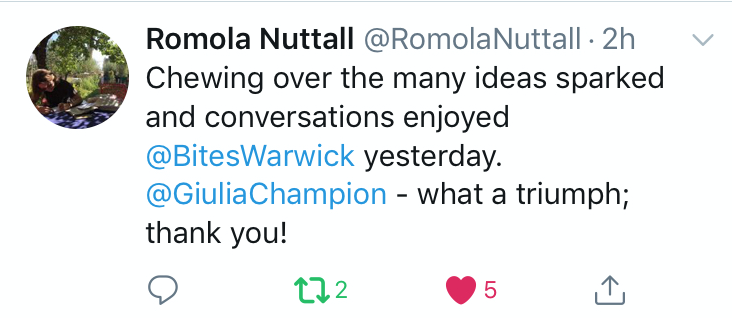 Romola Nuttall @RomolaNuttall · 2h
Chewing over the many ideas sparked
and conversations enjoyed
@BitesWarwick yesterday.
@GiuliaChampion - what a triumph;
thank you!
2 5